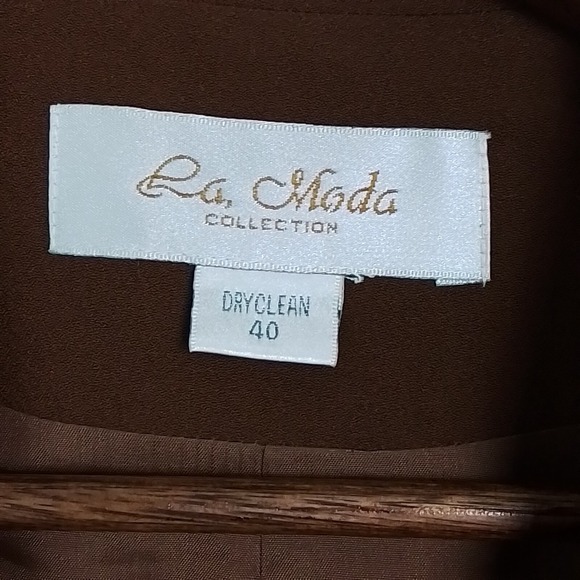 La, Moda
COLLECTION
DRYCLEAN
40